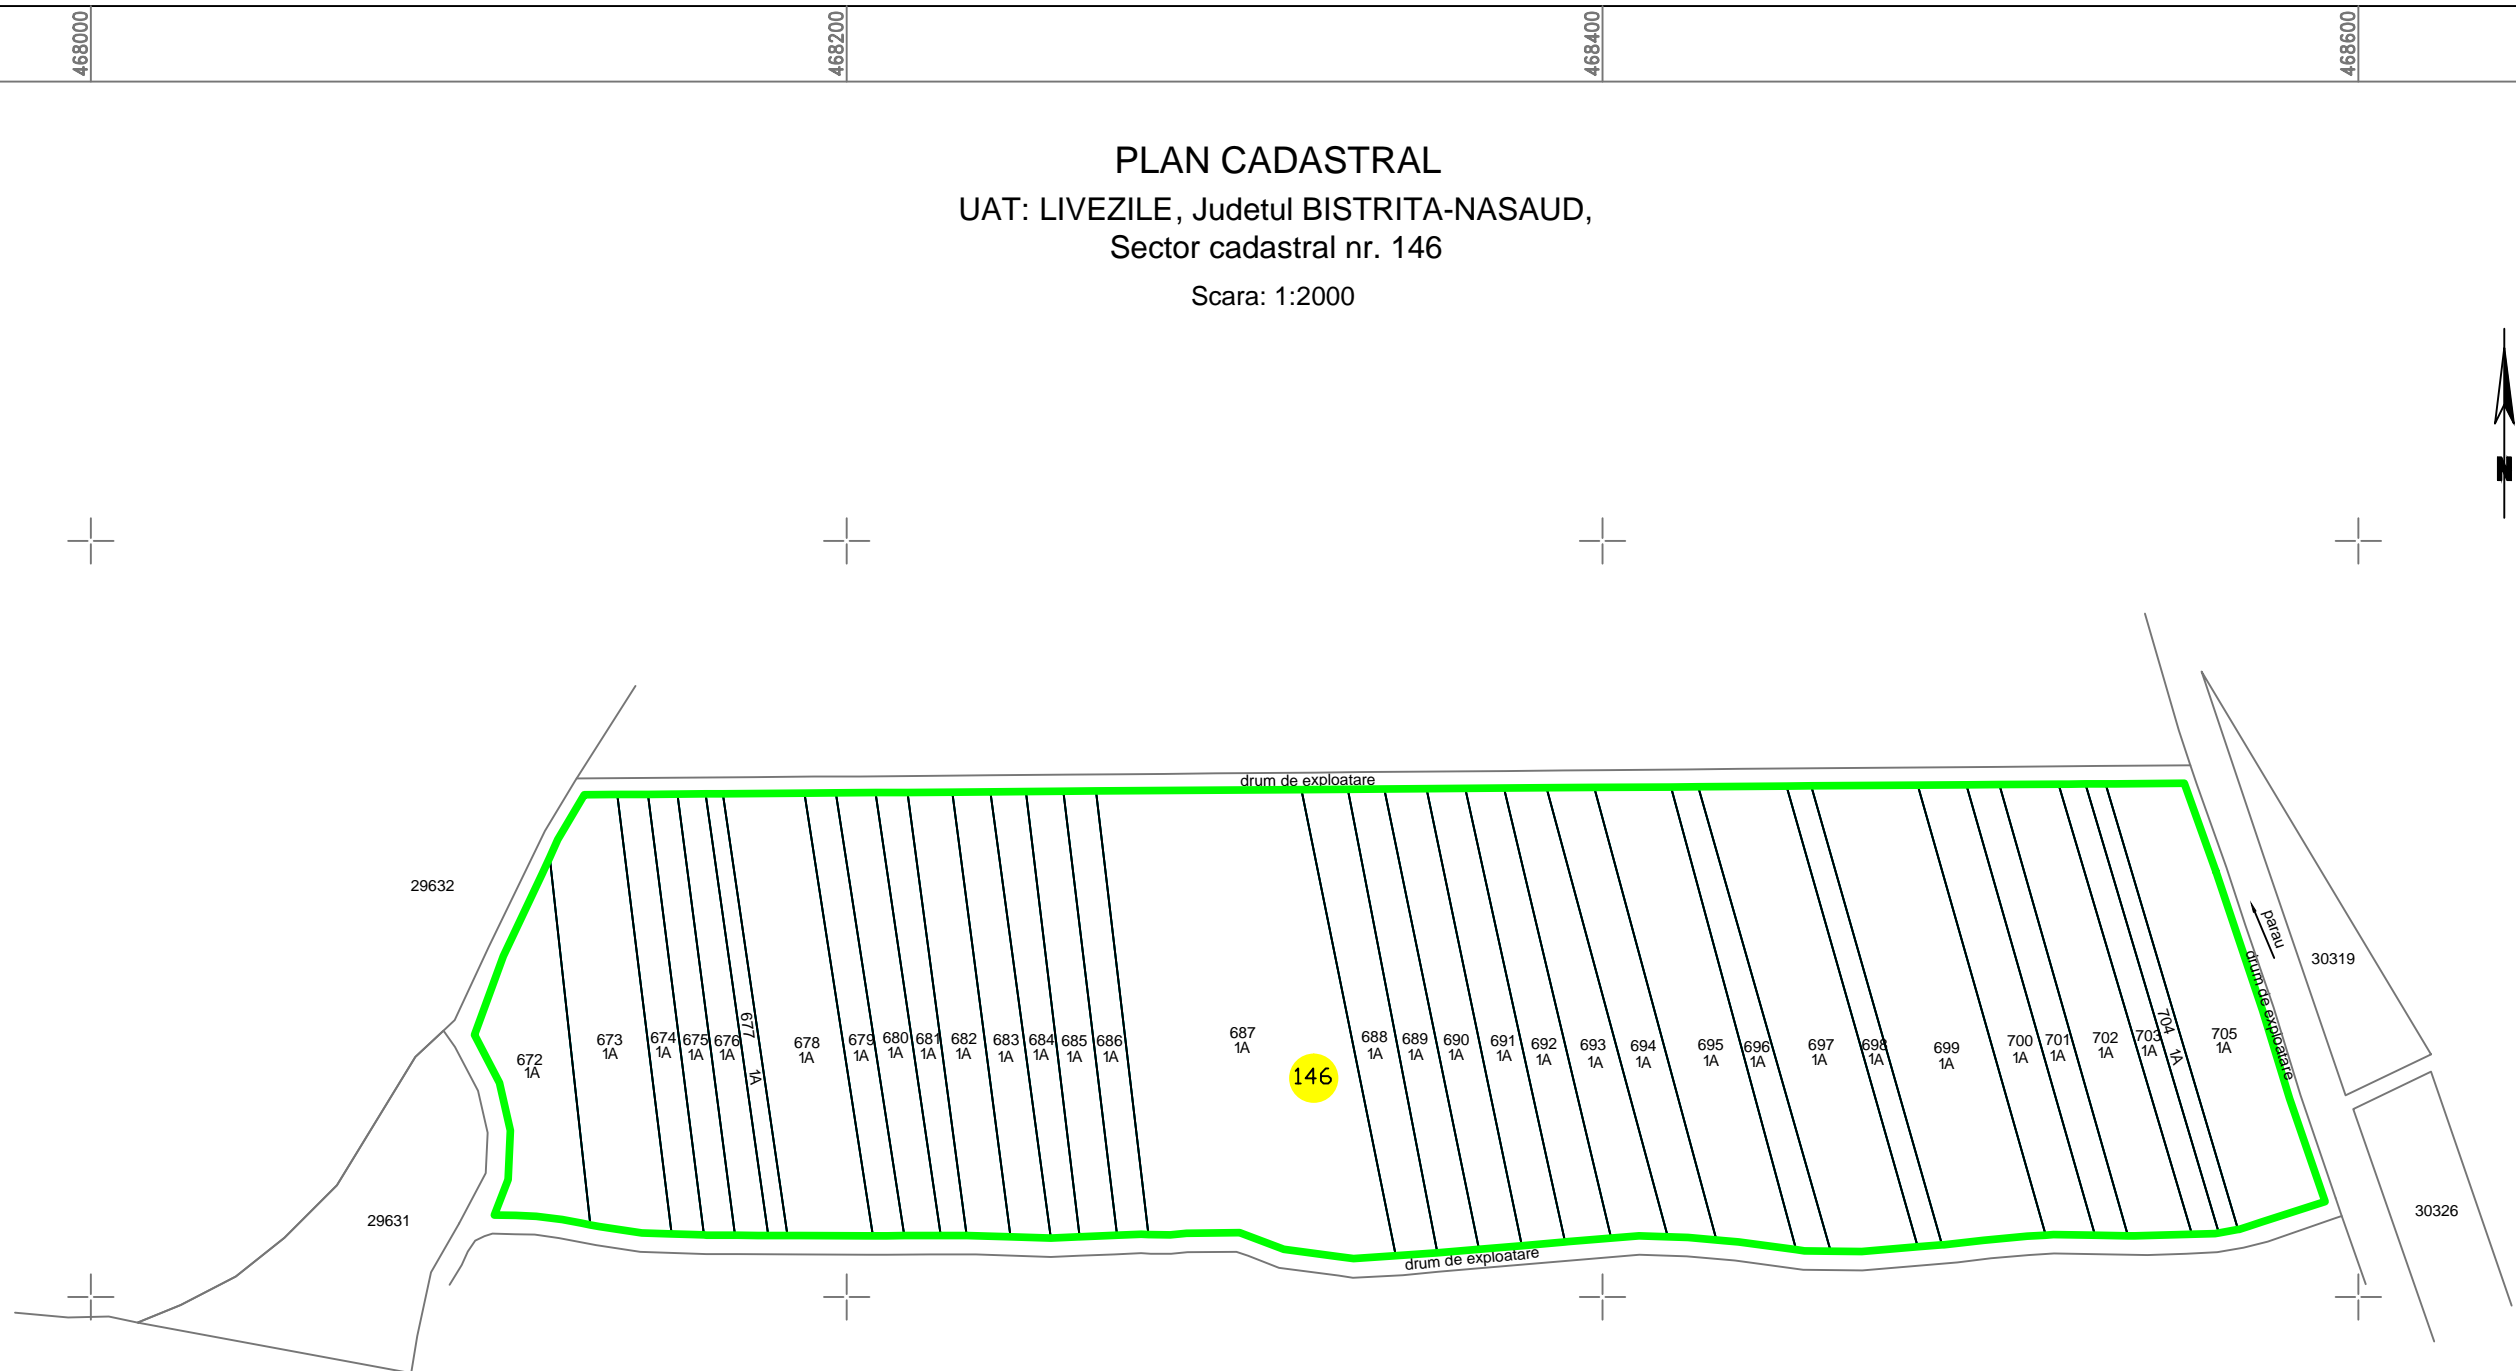 468000
468200
468400
468600
PLAN CADASTRAL
UAT: LIVEZILE, Judetul BISTRITA-NASAUD,
Sector cadastral nr. 146
Scara: 1:2000
N
drum de exploatare
29632
parau
30319
drum de exploatare
672
1A
673
1A
674
1A
675
1A
676
1A
677
1A
678
1A
679
1A
680
1A
681
1A
682
1A
683
1A
684
1A
685
1A
686
1A
687
1A
146
688
1A
689
1A
690
1A
691
1A
692
1A
693
1A
694
1A
695
1A
696
1A
697
1A
698
1A
699
1A
700
1A
701
1A
702
1A
703
1A
704
1A
705
1A
29631
30326
drum de exploatare